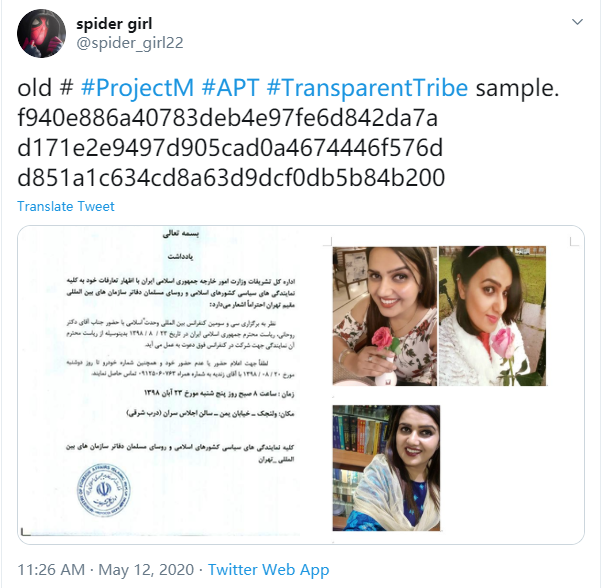 spider girl
@spider_girl22
old # #ProjectM #APT #TransparentTribe sample.
f940e886a40783deb4e97fe6d842da7a
d171e2e9497d905cad0a4674446f576d
d851a1c634cd8a63d9dcf0db5b84b200
Translate Tweet
بسمه تعالی
یادداشت
اداره کل تشریفات وزارت امور خارجه جمهوری اسلامی ایران با اظهار تعارفات خود به کلیه
نمایندگی های سیاسی کشورهای اسلامی و روسای مسلمان دفاتر سازمان های بین المللی
مقیم تهران احتراماً اشعار می‌دارد:
نظر به برگزاری سی و سومین کنفرانس بین المللی وحدت اسلامی با حضور جناب آقای دکتر
روحانی، ریاست محترم جمهوری اسلامی ایران در تاریخ ۲۳ / ۸ / ۱۳۹۸ بدینوسیله از ریاست محترم
آن نمایندگی جهت شرکت در کنفرانس فوق دعوت به عمل می آید.
لطفاً جهت اعلام حضور یا عدم حضور خود و همچنین شماره خودرو تا روز دوشنبه
مورخ ۲۰ / ۰۸ / ۱۳۹۸ با آقای زندیه به شماره همراه ۰۹۱۲۵۰۶۰۷۶۳ تماس حاصل نمایند.
زمان : ساعت ۸ صبح روز پنج شنبه مورخ ۲۳ آبان ۱۳۹۸
مکان: ولنجک – خیابان یمن – سالن اجلاس سران (درب شرقی)
کلیه نمایندگی های سیاسی کشورهای اسلامی و روسای مسلمان دفاتر سازمان های بین
المللی _تهران
11:26 AM · May 12, 2020 · Twitter Web App